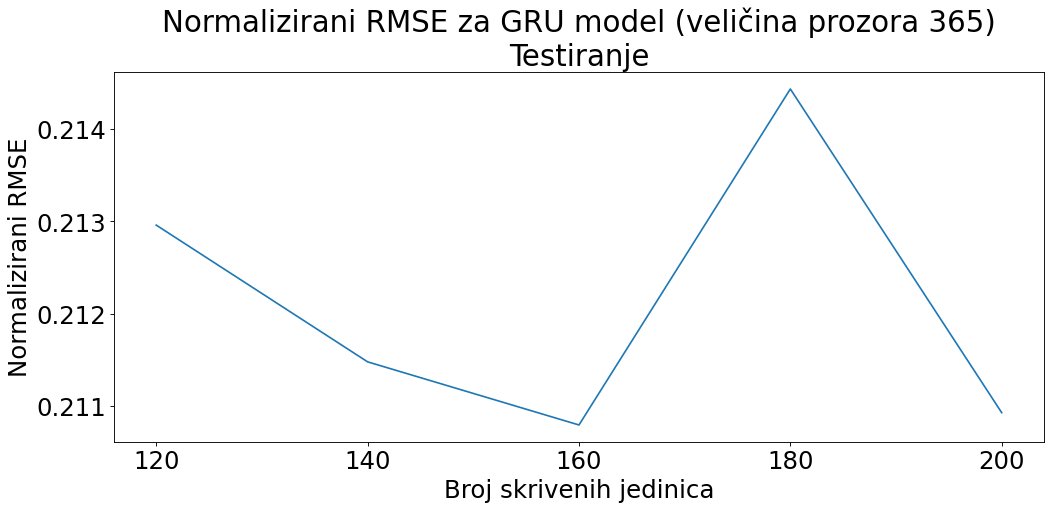 Normalizirani RMSE za GRU model (veličina prozora 365)
Testiranje
Normalizirani RMSE
0.214
0.213
0.212
0.211
120 140 160 180 200
Broj skrivenih jedinica